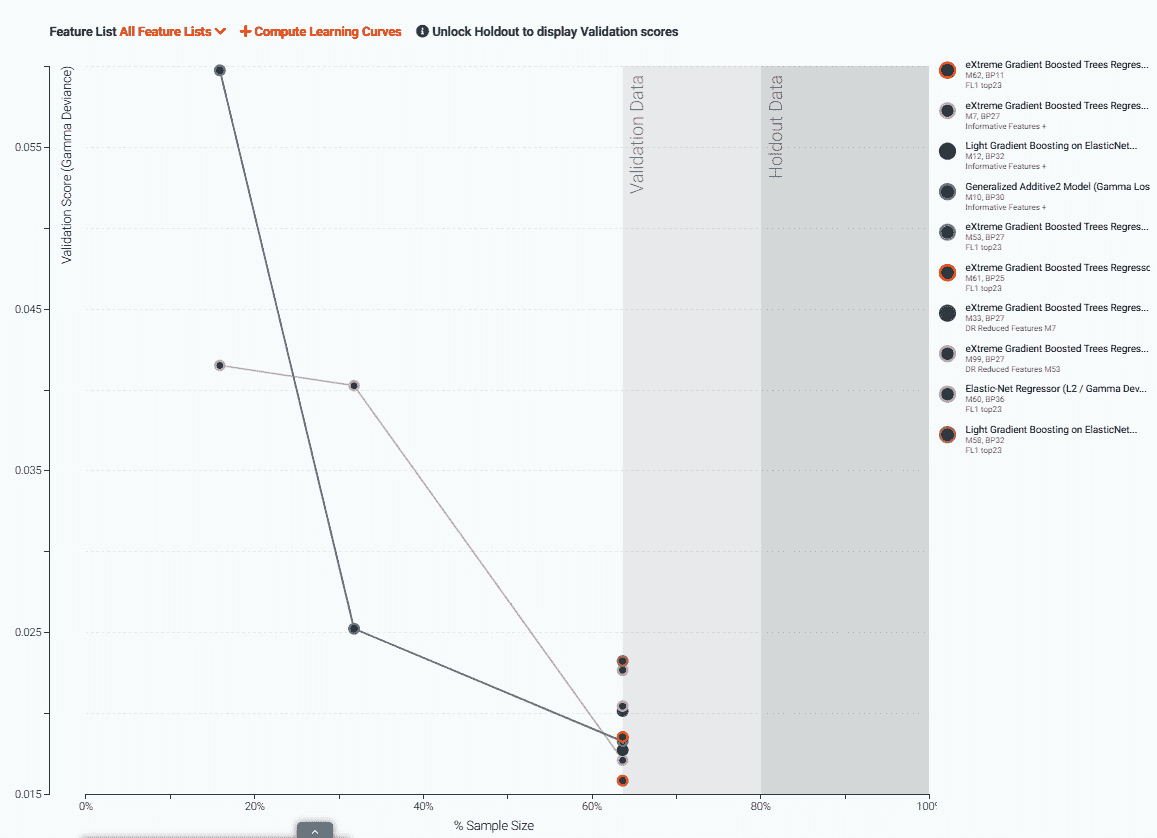 Feature List All Feature Lists + Compute Learning Curves Unlock Holdout to display Validation scores
Validation Score (Gamma Deviance)
0.055
0.045
0.035
0.025
0.015
Validation Data
Holdout Data
0% 20% 40% 60% 80% 100%
% Sample Size
eXtreme Gradient Boosted Trees Regres...
M62, BP11
FL1 top23
eXtreme Gradient Boosted Trees Regres...
M7, BP27
Informative Features +
Light Gradient Boosting on ElasticNet...
M12, BP32
Informative Features +
Generalized Additive2 Model (Gamma Los
M10, BP30
Informative Features +
eXtreme Gradient Boosted Trees Regres...
M53, BP27
FL1 top23
eXtreme Gradient Boosted Trees Regresso
M61, BP25
FL1 top23
eXtreme Gradient Boosted Trees Regres...
M33, BP27
DR Reduced Features M7
eXtreme Gradient Boosted Trees Regres...
M99, BP27
DR Reduced Features M53
Elastic-Net Regressor (L2 / Gamma Dev...
M60, BP36
FL1 top23
Light Gradient Boosting on ElasticNet...
M58, BP32
FL1 top23